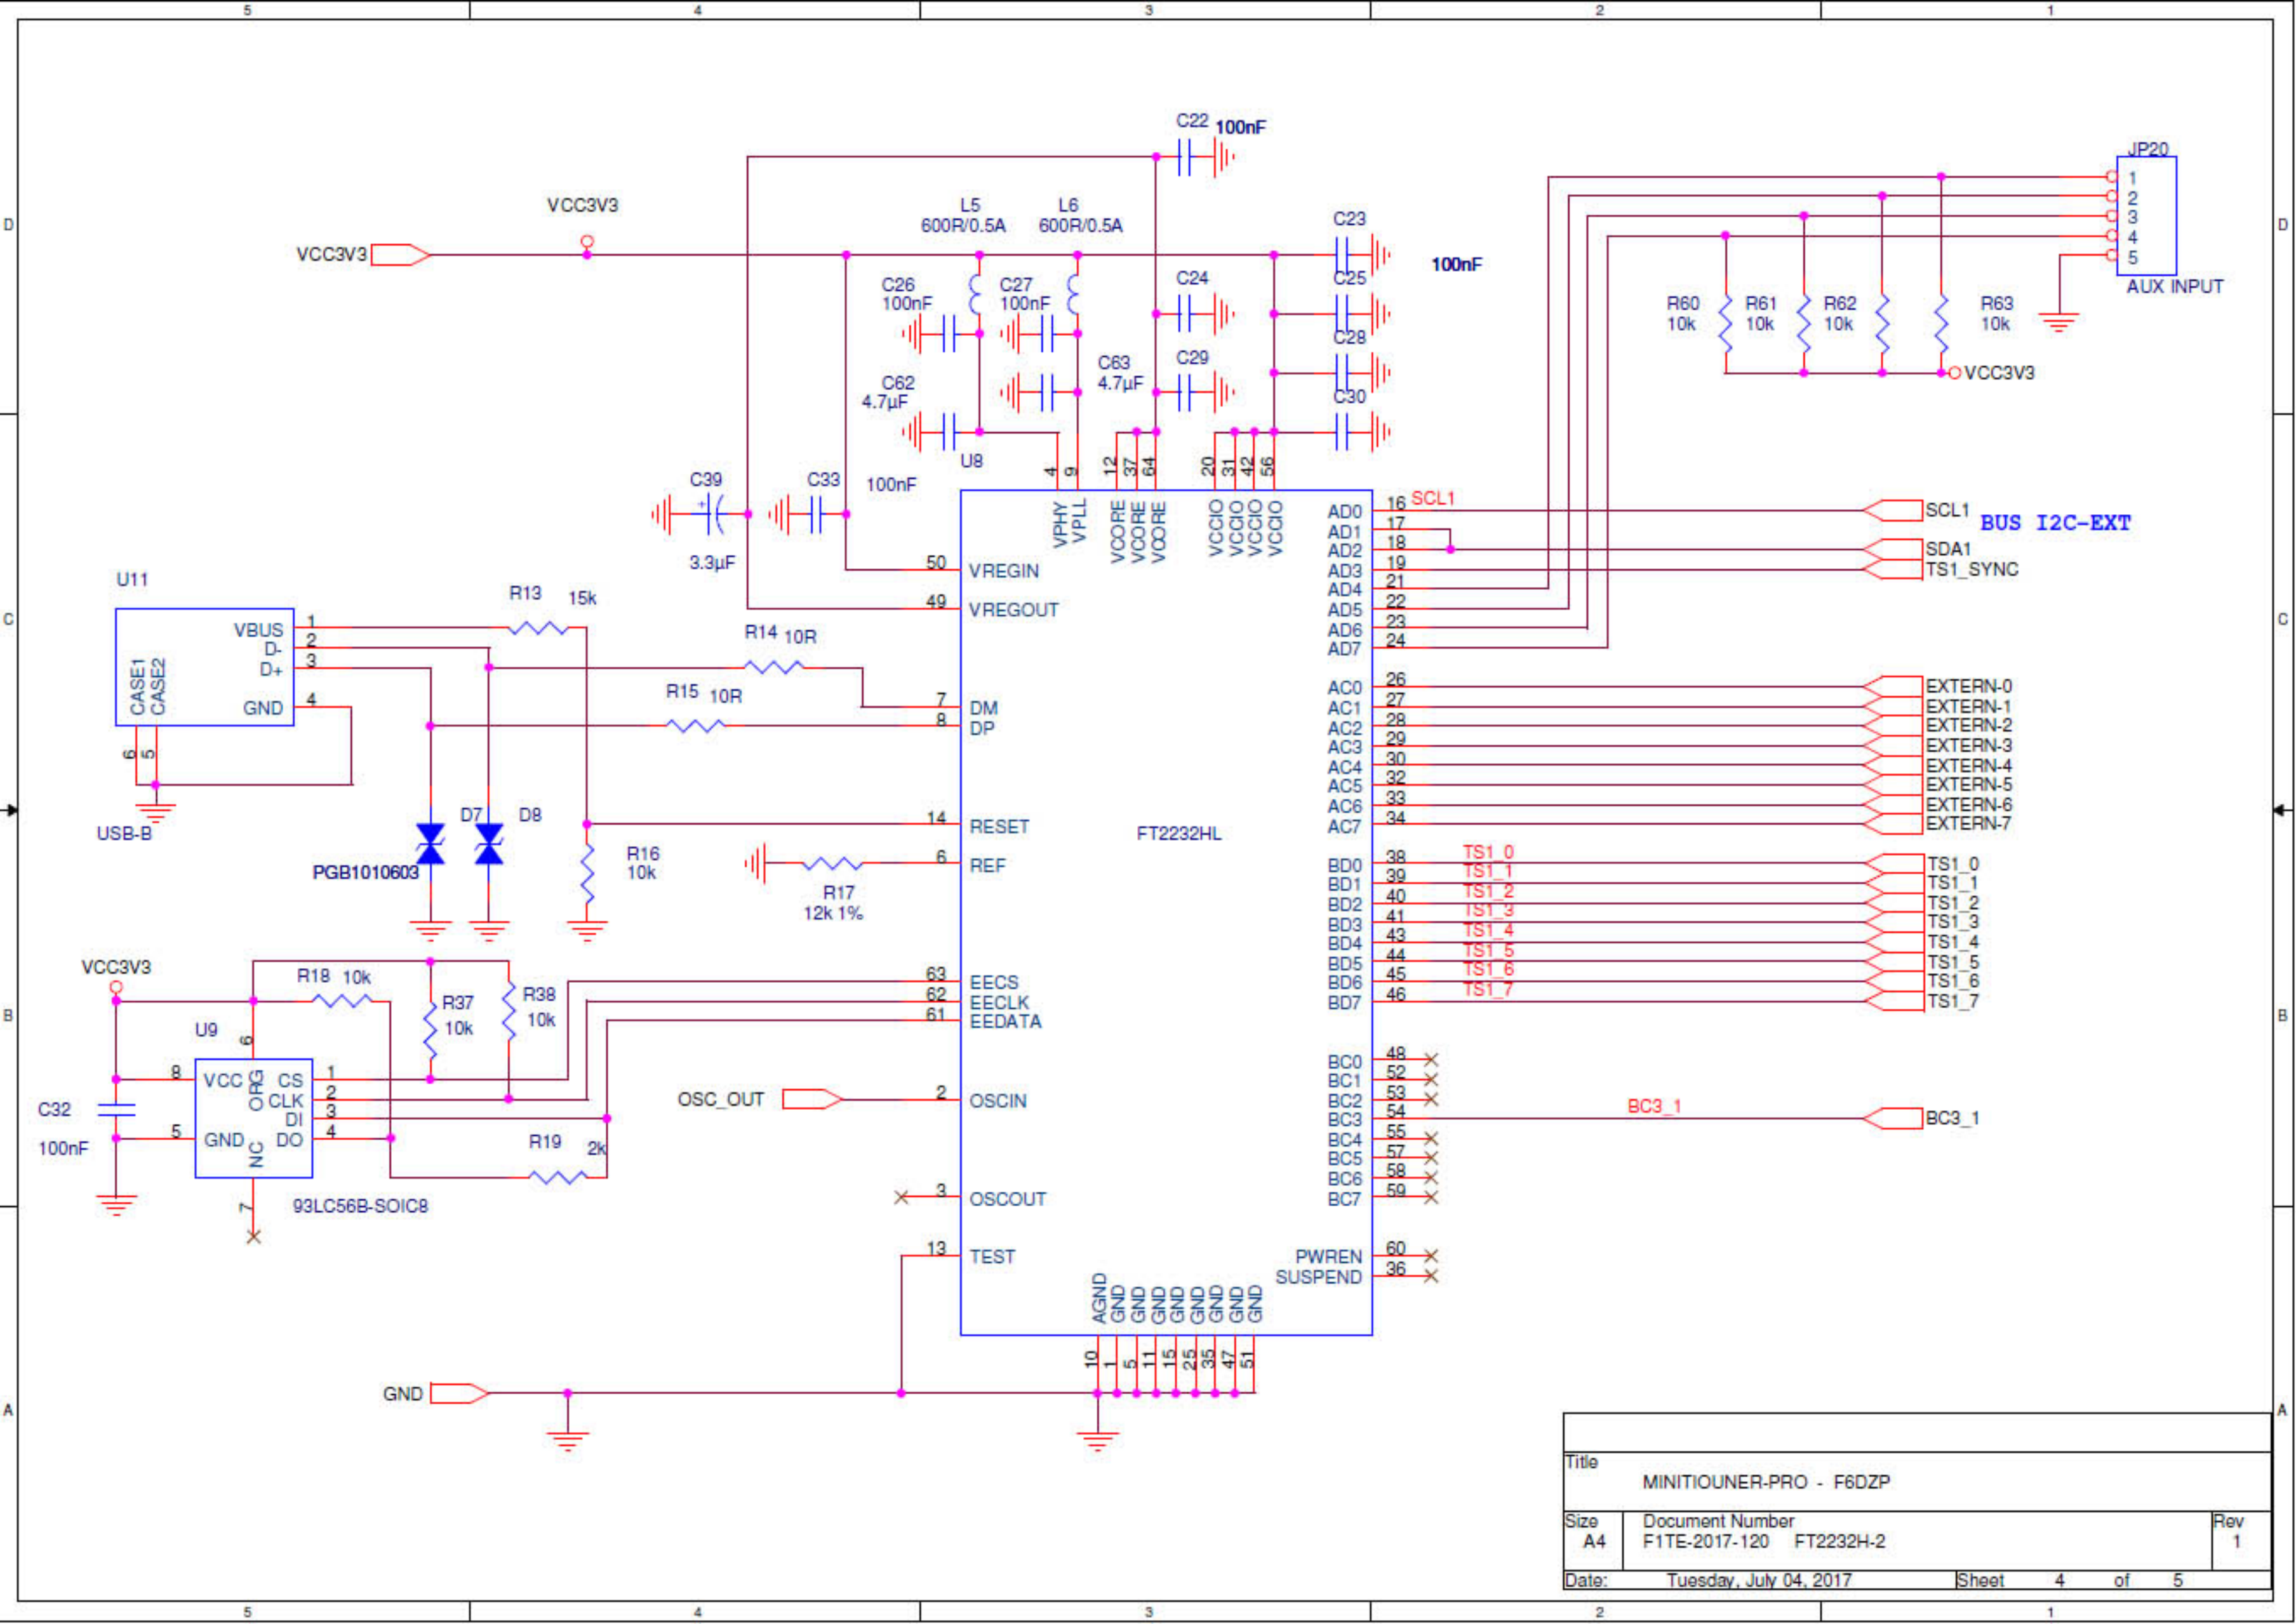 5 4 3 2 1
D
D
C
C
B
B
A
A
C22 100nF
JP20
1
2
3
4
5
AUX INPUT
VCC3V3
VCC3V3
L5
600R/0.5A
L6
600R/0.5A
C23
100nF
C25
C28
C30
C26
100nF
C27
100nF
C24
C29
C62
4.7µF
C63
4.7µF
R60
10k
R61
10k
R62
10k
R63
10k
VCC3V3
U8
C39
3.3µF
C33
100nF
4 9 12 37 64 20 31 42 56
VPHY
VPLL
VCORE
VCORE
VCORE
VCCIO
VCCIO
VCCIO
VCCIO
50 VREGIN
49 VREGOUT
7 DM
8 DP
14 RESET
6 REF
63 EECS
62 EECLK
61 EEDATA
2 OSCIN
3 OSCOUT
13 TEST
FT2232HL
AD0 16 SCL1 SCL1
BUS I2C-EXT
AD1 17
AD2 18 SDA1
AD3 19 TS1_SYNC
AD4 21
AD5 22
AD6 23
AD7 24
AC0 26 EXTERN-0
AC1 27 EXTERN-1
AC2 28 EXTERN-2
AC3 29 EXTERN-3
AC4 30 EXTERN-4
AC5 32 EXTERN-5
AC6 33 EXTERN-6
AC7 34 EXTERN-7
BD0 38 TS1_0 TS1_0
BD1 39 TS1_1 TS1_1
BD2 40 TS1_2 TS1_2
BD3 41 TS1_3 TS1_3
BD4 43 TS1_4 TS1_4
BD5 44 TS1_5 TS1_5
BD6 45 TS1_6 TS1_6
BD7 46 TS1_7 TS1_7
BC0 48
BC1 52
BC2 53
BC3 54 BC3_1 BC3_1
BC4 55
BC5 57
BC6 58
BC7 59
PWREN 60
SUSPEND 36
AGND
GND
GND
GND
GND
GND
GND
GND
GND
10 1 5 11 15 25 35 47 51
U11
VBUS 1
D- 2
D+ 3
GND 4
CASE1
CASE2
6 5
USB-B
R13 15k
R14 10R
R15 10R
D7 D8
PGB1010603
R16
10k
R17
12k 1%
VCC3V3
R18 10k
R37
10k
R38
10k
U9
6
8 VCC
ORG
CS 1
CLK 2
DI 3
DO 4
5 GND
NC
7
93LC56B-SOIC8
C32
100nF
R19 2k
OSC_OUT
GND
Title
MINITIOUNER-PRO - F6DZP
Size
A4
Document Number
F1TE-2017-120 FT2232H-2
Rev
1
Date: Tuesday, July 04, 2017 Sheet 4 of 5
5 4 3 2 1